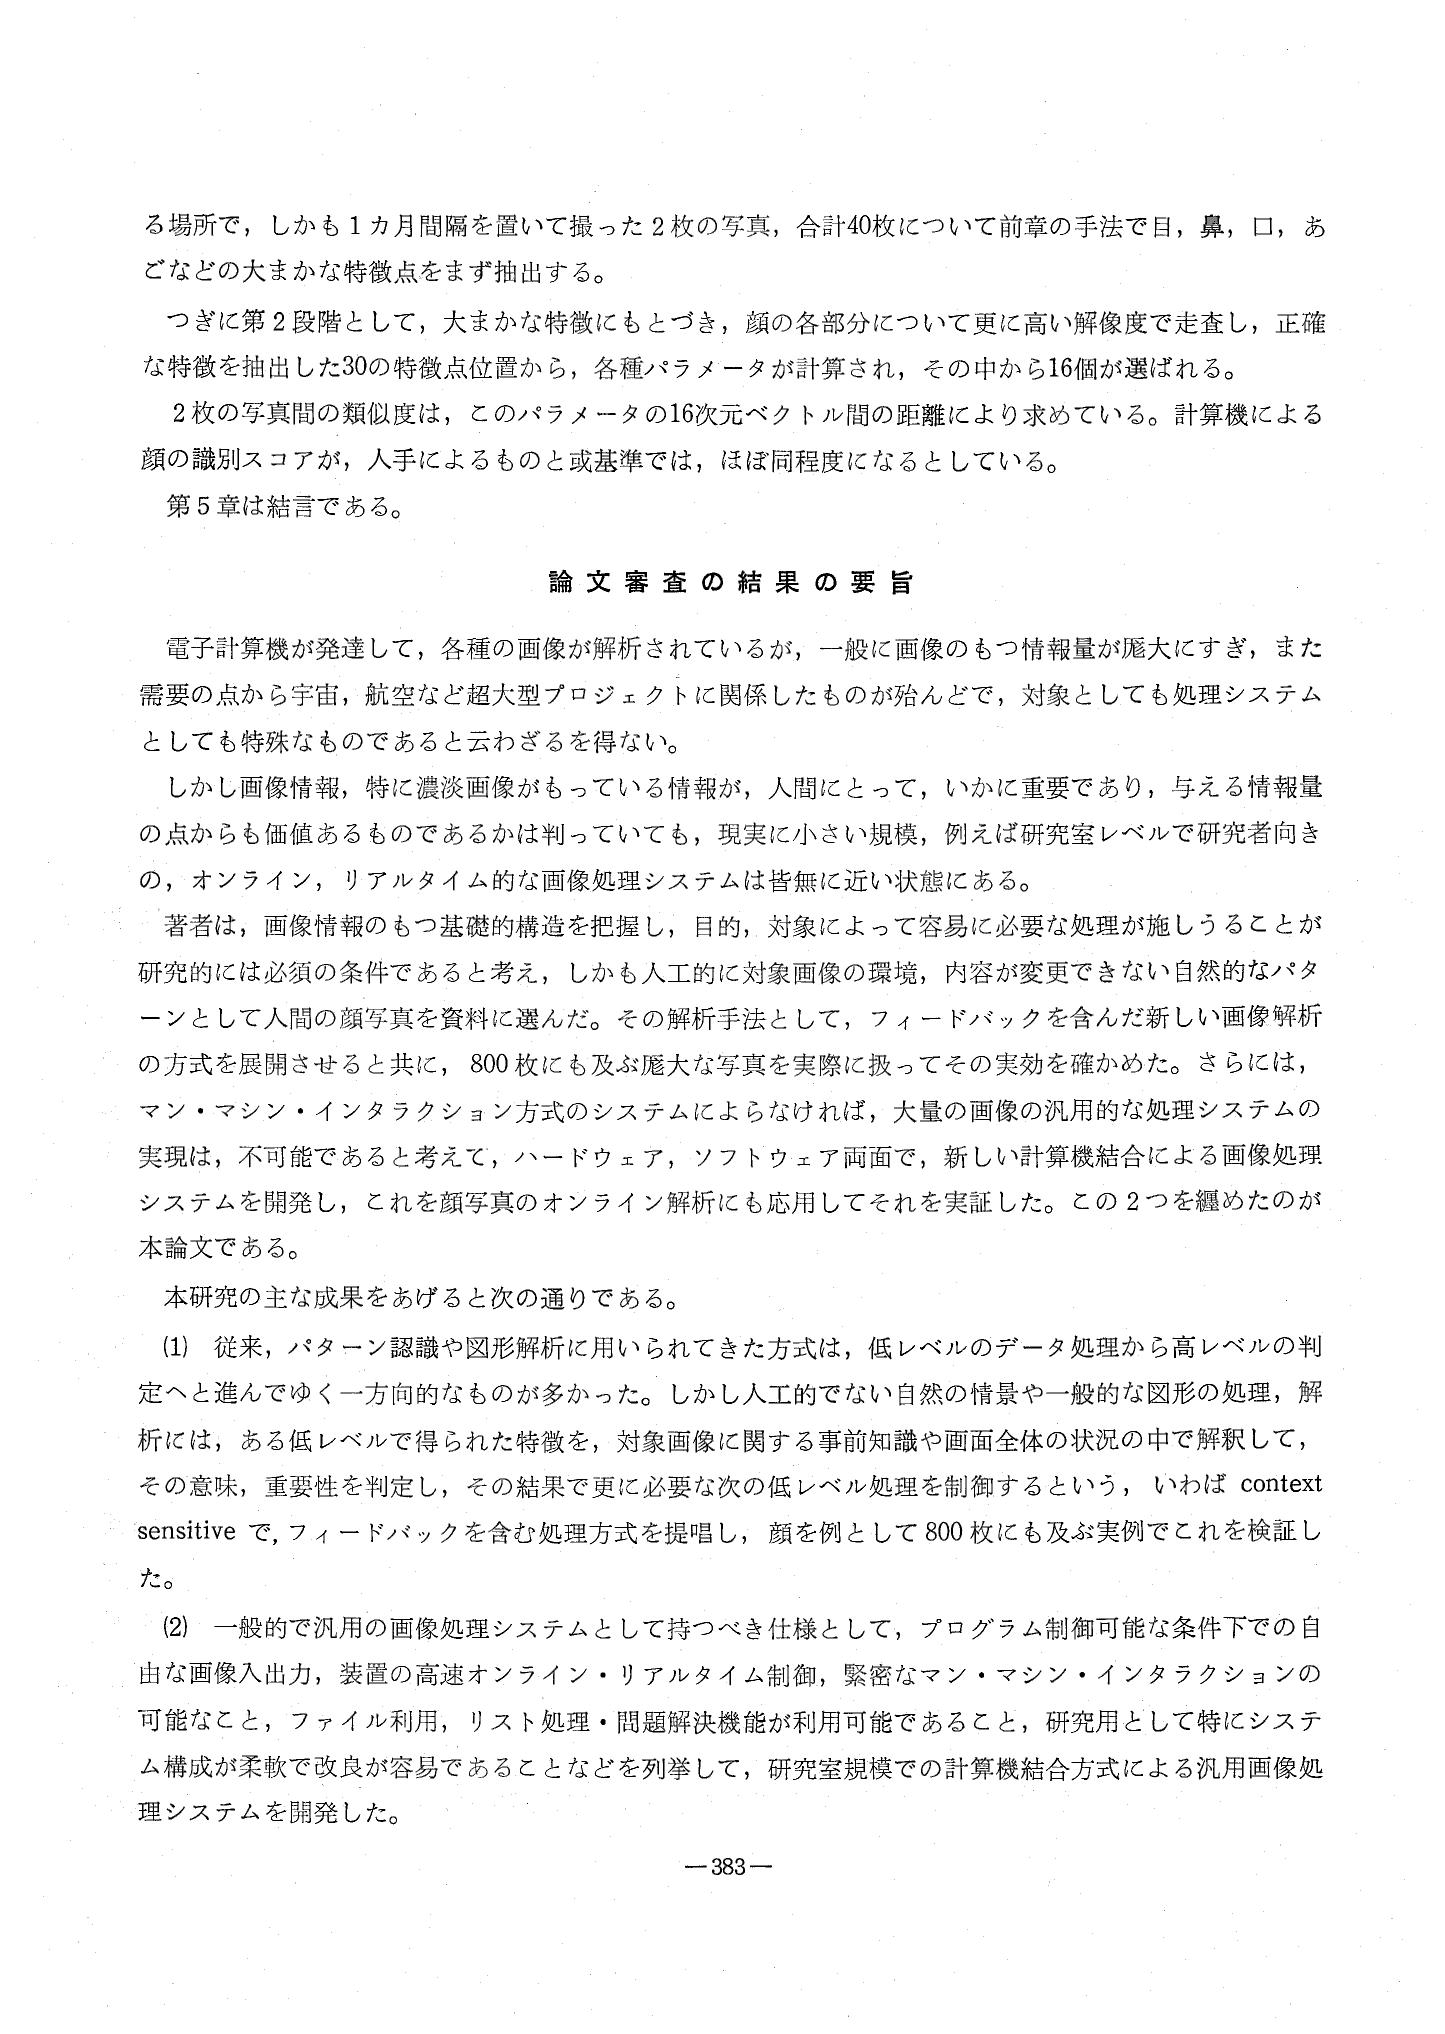 る場所で，しかも１カ月間隔を置いて撮った２枚の写真，合計40枚について前章の手法で目，鼻，口，あ
ごなどの大まかな特徴点をまず抽出する。
つぎに第２段階として，大まかな特徴にもとづき，顔の各部分について更に高い解像度で走査し，正確
な特徴を抽出した30の特徴点位置から，各種パラメータが計算され，その中から16個が選ばれる。
２枚の写真間の類似度は，このパラメータの16次元ベクトル間の距離により求めている。計算機による
顔の識別スコアが，人手によるものと或基準では，ほぼ同程度になるとしている。
第５章は結言である。
論文審査の結果の要旨
電子計算機が発達して，各種の画像が解析されているが，一般に画像のもつ情報量が厖大にすぎ，また
需要の点から宇宙，航空など超大型プロジェクトに関係したものが殆んどで，対象としても処理システム
としても特殊なものであると云わざるを得ない。
しかし画像情報，特に濃淡画像がもっている情報が，人間にとって，いかに重要であり，与える情報量
の点からも価値あるものであるかは判っていても，現実に小さい規模，例えば研究室レベルで研究者向き
の，オンライン，リアルタイム的な画像処理システムは皆無に近い状態にある。
著者は，画像情報のもつ基礎的構造を把握し，目的，対象によって容易に必要な処理が施しうることが
研究的には必須の条件であると考え，しかも人工的に対象画像の環境，内容が変更できない自然的なパタ
ーンとして人間の顔写真を資料に選んだ。その解析手法として，フィードバックを含んだ新しい画像解析
の方式を展開させると共に，800枚にも及ぶ厖大な写真を実際に扱ってその実効を確かめた。さらには，
マン・マシン・インタラクション方式のシステムによらなければ，大量の画像の汎用的な処理システムの
実現は，不可能であると考えて，ハードウェア，ソフトウェア両面で，新しい計算機結合による画像処理
システムを開発し，これを顔写真のオンライン解析にも応用してそれを実証した。この２つを纏めたのが
本論文である。
本研究の主な成果をあげると次の通りである。
(1)　従来，パターン認識や図形解析に用いられてきた方式は，低レベルのデータ処理から高レベルの判
定へと進んでゆく一方向的なものが多かった。しかし人工的でない自然の情景や一般的な図形の処理，解
析には，ある低レベルで得られた特徴を，対象画像に関する事前知識や画面全体の状況の中で解釈して，
その意味，重要性を判定し，その結果で更に必要な次の低レベル処理を制御するという，いわば context
sensitive で，フィードバックを含む処理方式を提唱し，顔を例として800枚にも及ぶ実例でこれを検証し
た。
(2)　一般的で汎用の画像処理システムとして持つべき仕様として，プログラム制御可能な条件下での自
由な画像入出力，装置の高速オンライン・リアルタイム制御，緊密なマン・マシン・インタラクションの
可能なこと，ファイル利用，リスト処理・問題解決機能が利用可能であること，研究用として特にシステ
ム構成が柔軟で改良が容易であることなどを列挙して，研究室規模での計算機結合方式による汎用画像処
理システムを開発した。
―383―